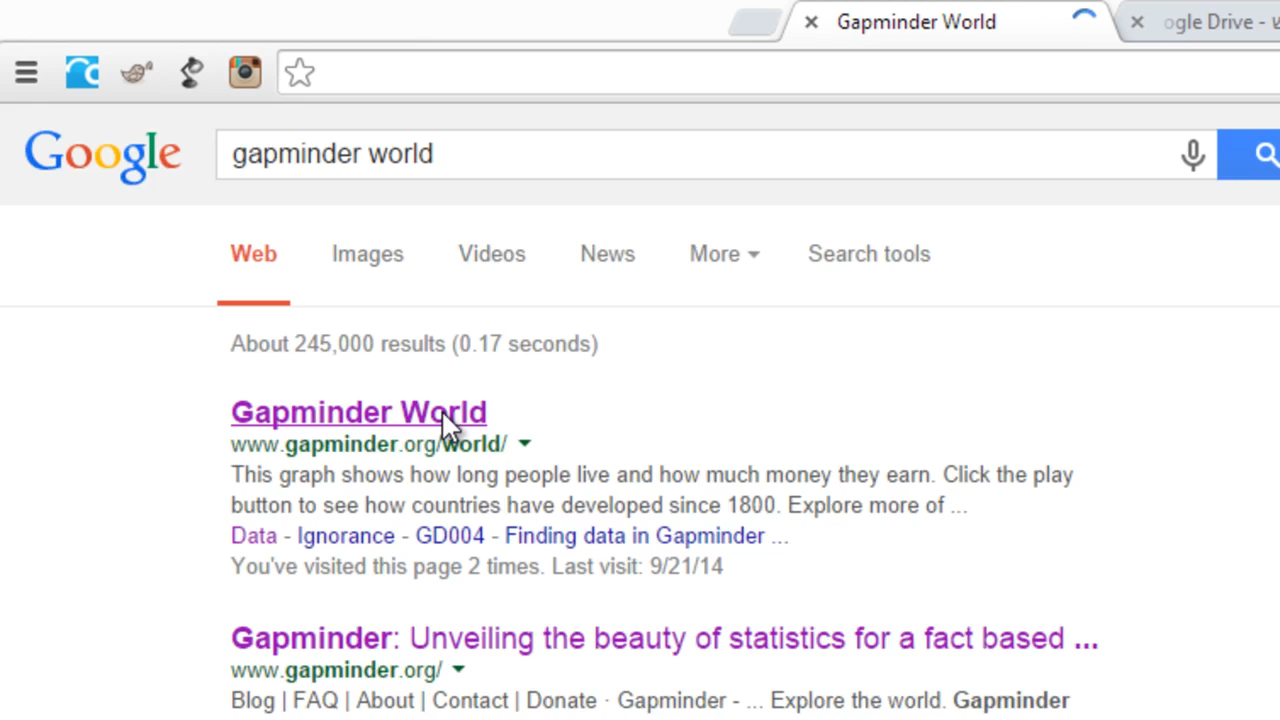 Gapminder World
ogle Drive -
Google
gapminder world
Web Images Videos News More Search tools
About 245,000 results (0.17 seconds)
Gapminder World
www.gapminder.org/world/
This graph shows how long people live and how much money they earn. Click the play
button to see how countries have developed since 1800. Explore more of ...
Data - Ignorance - GD004 - Finding data in Gapminder ...
You've visited this page 2 times. Last visit: 9/21/14
Gapminder: Unveiling the beauty of statistics for a fact based ...
www.gapminder.org/
Blog | FAQ | About | Contact | Donate · Gapminder - ... Explore the world. Gapminder